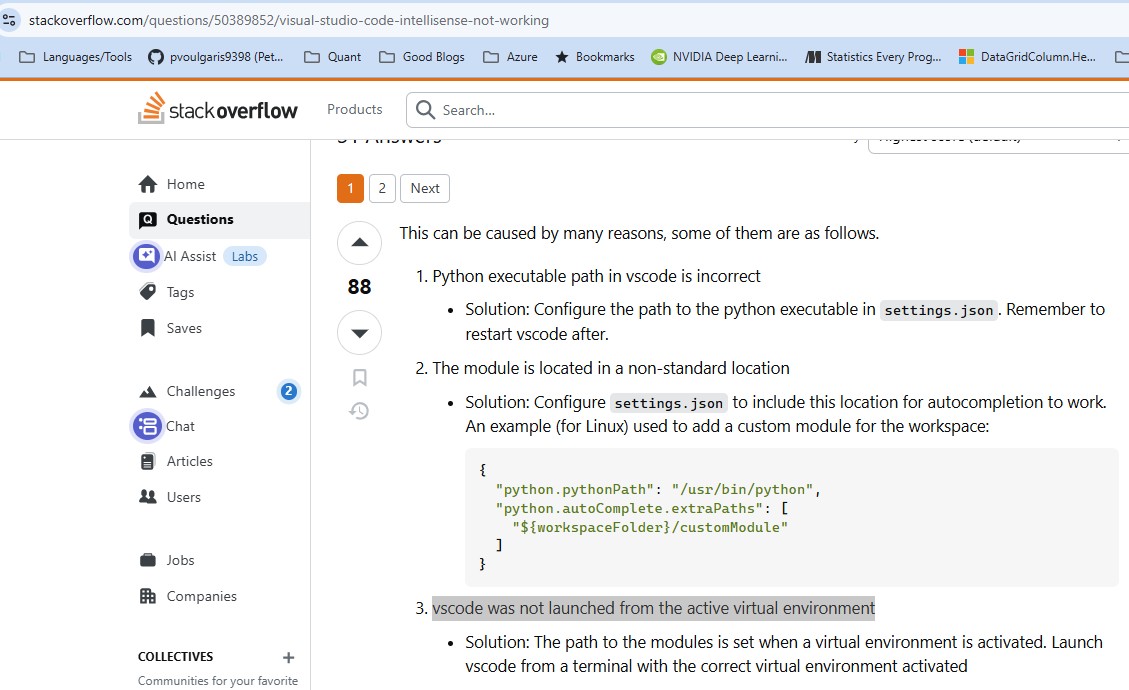 stackoverflow.com/questions/50389852/visual-studio-code-intellisense-not-working
Languages/Tools pvoulgaris9398 (Pet... Quant Good Blogs Azure Bookmarks NVIDIA Deep Learni... Statistics Every Prog... DataGridColumn.He...
stackoverflow Products Search...
Answers
1 2 Next
Home
Questions
AI Assist Labs
Tags
Saves
Challenges 2
Chat
Articles
Users
Jobs
Companies
COLLECTIVES +
Communities for your favorite
88
This can be caused by many reasons, some of them are as follows.
1. Python executable path in vscode is incorrect
• Solution: Configure the path to the python executable in settings.json. Remember to
restart vscode after.
2. The module is located in a non-standard location
• Solution: Configure settings.json to include this location for autocompletion to work.
An example (for Linux) used to add a custom module for the workspace:
{
"python.pythonPath": "/usr/bin/python",
"python.autoComplete.extraPaths": [
"${workspaceFolder}/customModule"
]
}
3. vscode was not launched from the active virtual environment
• Solution: The path to the modules is set when a virtual environment is activated. Launch
vscode from a terminal with the correct virtual environment activated